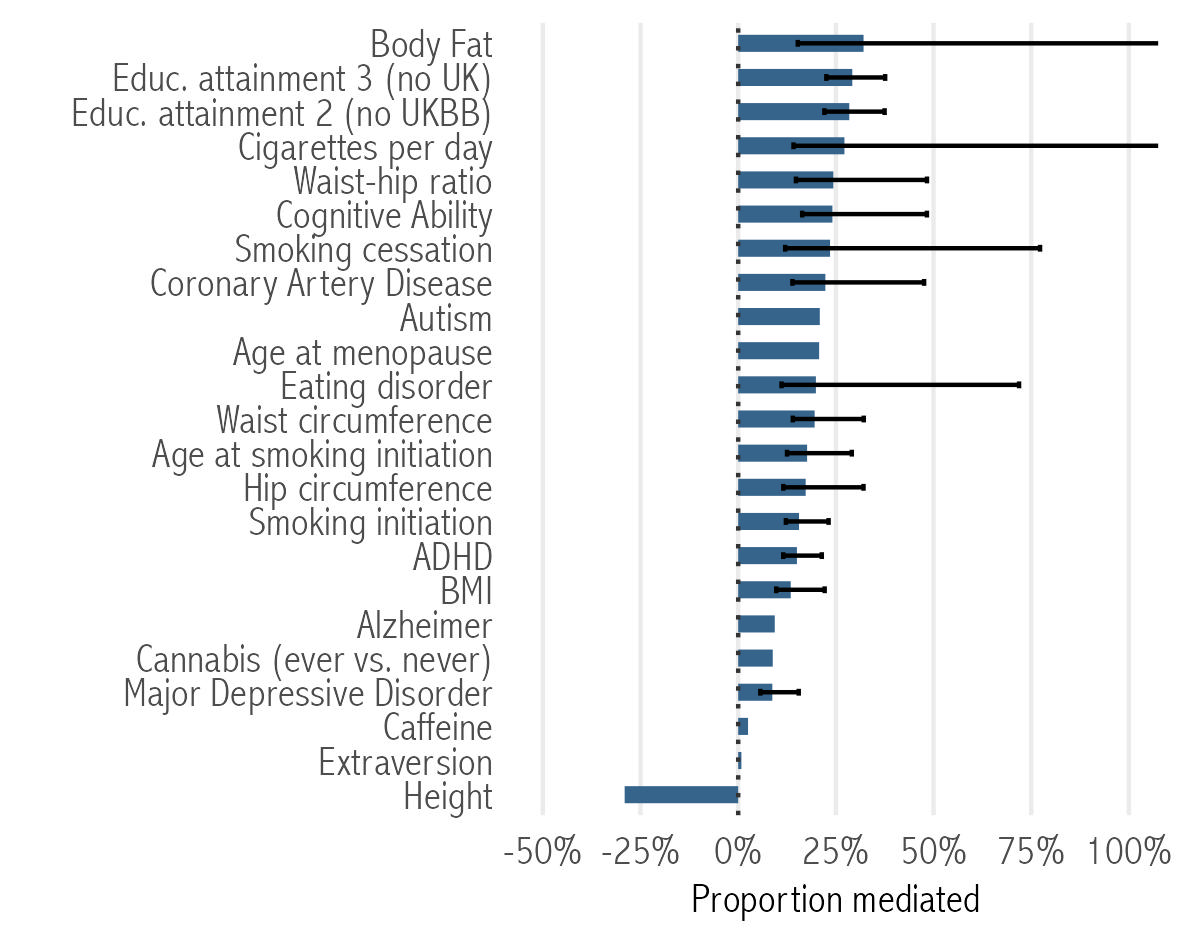 Body Fat
Educ. attainment 3 (no UK)
Educ. attainment 2 (no UKBB)
Cigarettes per day
Waist-hip ratio
Cognitive Ability
Smoking cessation
Coronary Artery Disease
Autism
Age at menopause
Eating disorder
Waist circumference
Age at smoking initiation
Hip circumference
Smoking initiation
ADHD
BMI
Alzheimer
Cannabis (ever vs. never)
Major Depressive Disorder
Caffeine
Extraversion
Height
-50% -25% 0% 25% 50% 75% 100%
Proportion mediated